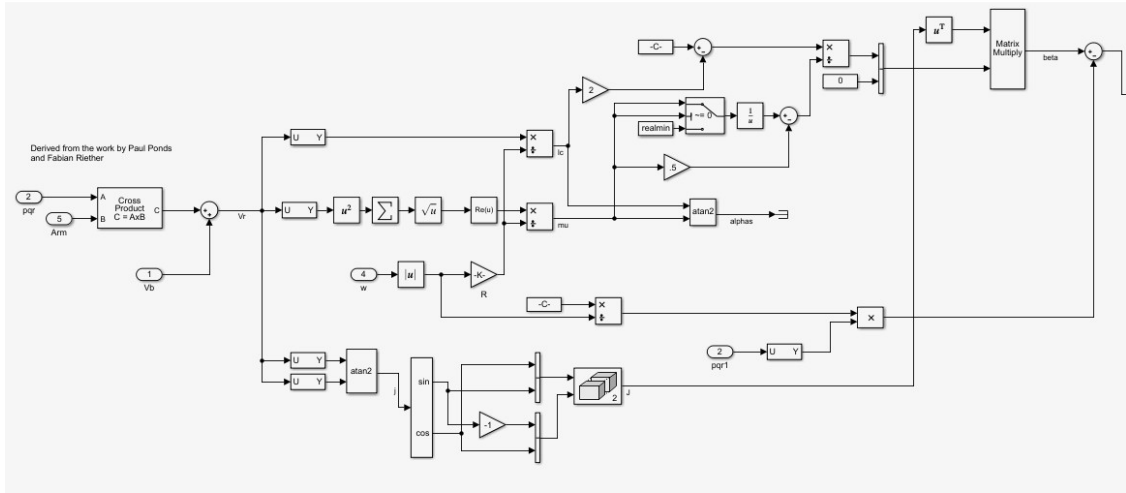 -C-
+
-
×
÷
0
u^T
Matrix
Multiply
beta
+
-
2
~= 0
1
u
+
-
realmin
Derived from the work by Paul Ponds
and Fabian Riether
U Y
×
÷
lc
.5
2
pqr
A
B
Cross
Product
C = AxB
C
5
Arm
+
+
Vr
U Y
u^2
∑
√u
Re(u)
×
÷
mu
atan2
alphas
1
Vb
4
w
|u|
-K-
R
-C-
×
÷
×
2
pqr1
U Y
U Y
U Y
atan2
j
sin
cos
-1
2
J